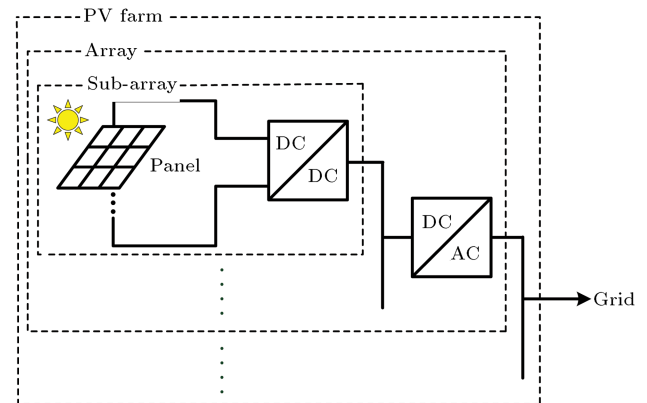 PV farm
Array
Sub-array
Panel
DC
DC
DC
AC
Grid